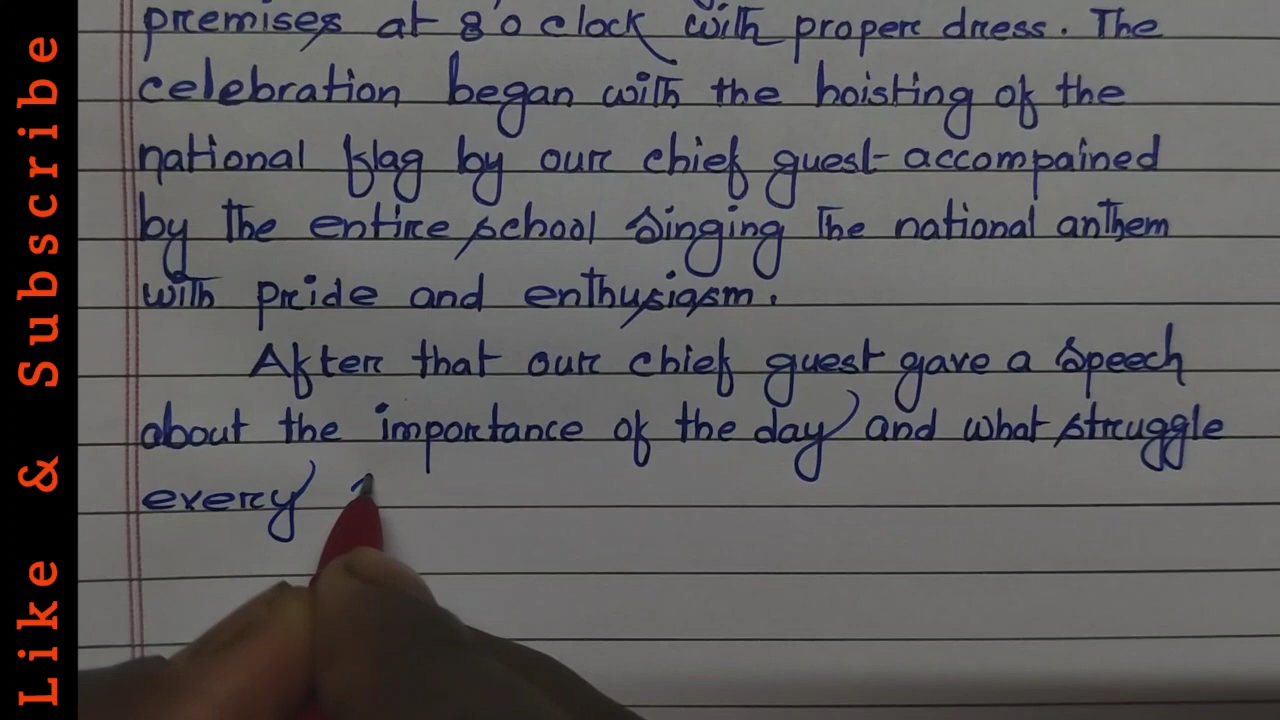 premises at 8'o clock with proper dress. The
celebration began with the hoisting of the
national flag by our chief guest accompained
by the entire school singing the national anthem
with pride and enthusiasm.
After that our chief guest gave a speech
about the importance of the day and what struggle
every
Like & Subscribe